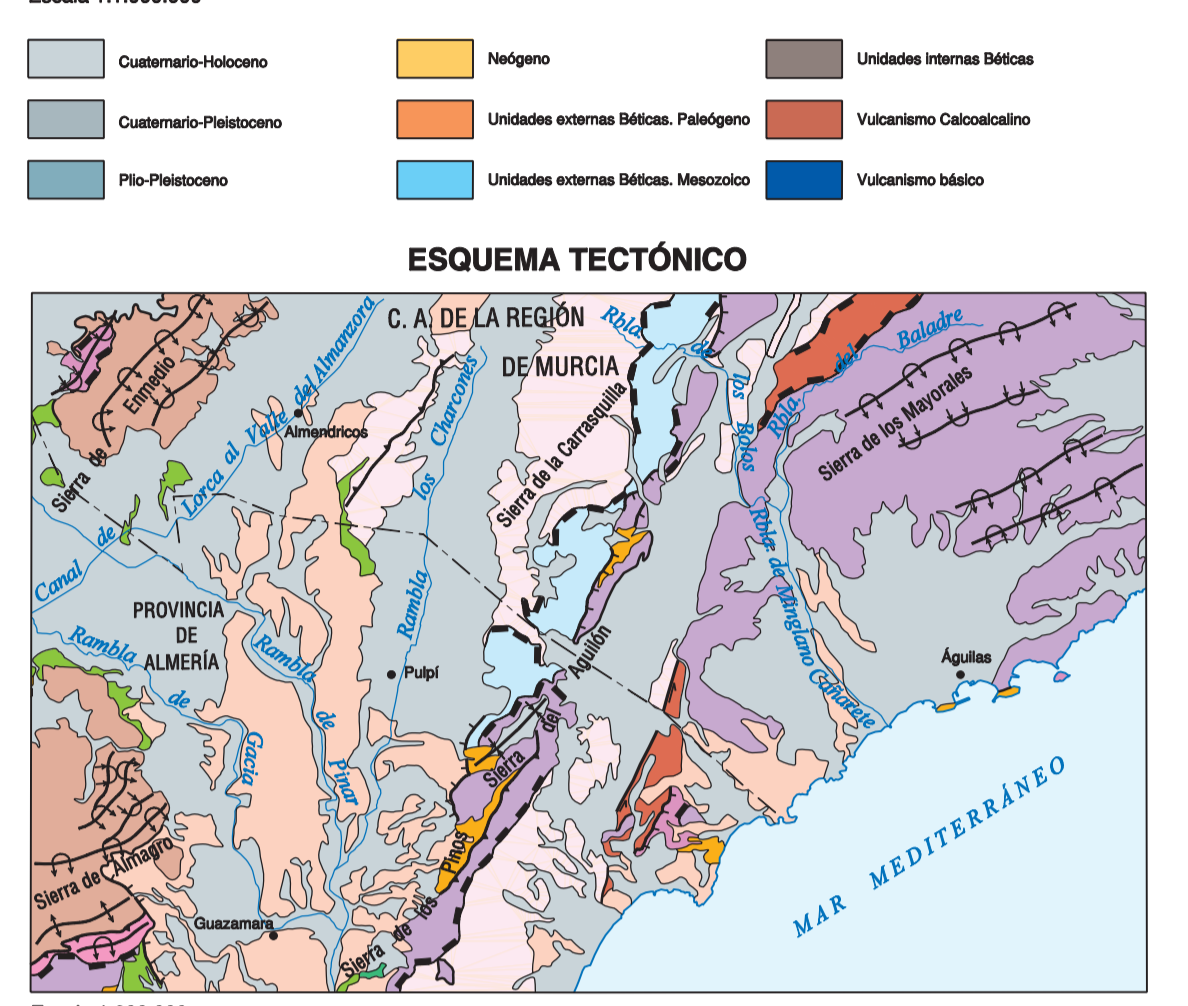 Cuaternario-Holoceno
Neógeno
Unidades internas Béticas
Cuaternario-Pleistoceno
Unidades externas Béticas. Paleógeno
Vulcanismo Calcoalcalino
Plio-Pleistoceno
Unidades externas Béticas. Mesozoico
Vulcanismo básico
ESQUEMA TECTÓNICO
C. A. DE LA REGIÓN
DE MURCIA
Rbla. de los Bolos
Rbla. del Baladre
Sierra de Enmedio
Canal de Lorca al Valle del Almanzora
Almendricos
Rambla los Charcones
Sierra de la Carrasquilla
Sierra de los Mayorales
Rbla. de Minglano Cañarete
PROVINCIA
DE
ALMERÍA
Rambla de Gacia
Rambla de Pinar
Pulpí
Águilas
Sierra del Aguilón
Sierra de Almagro
Guazamara
Sierra de los Pinos
MAR MEDITERRÁNEO